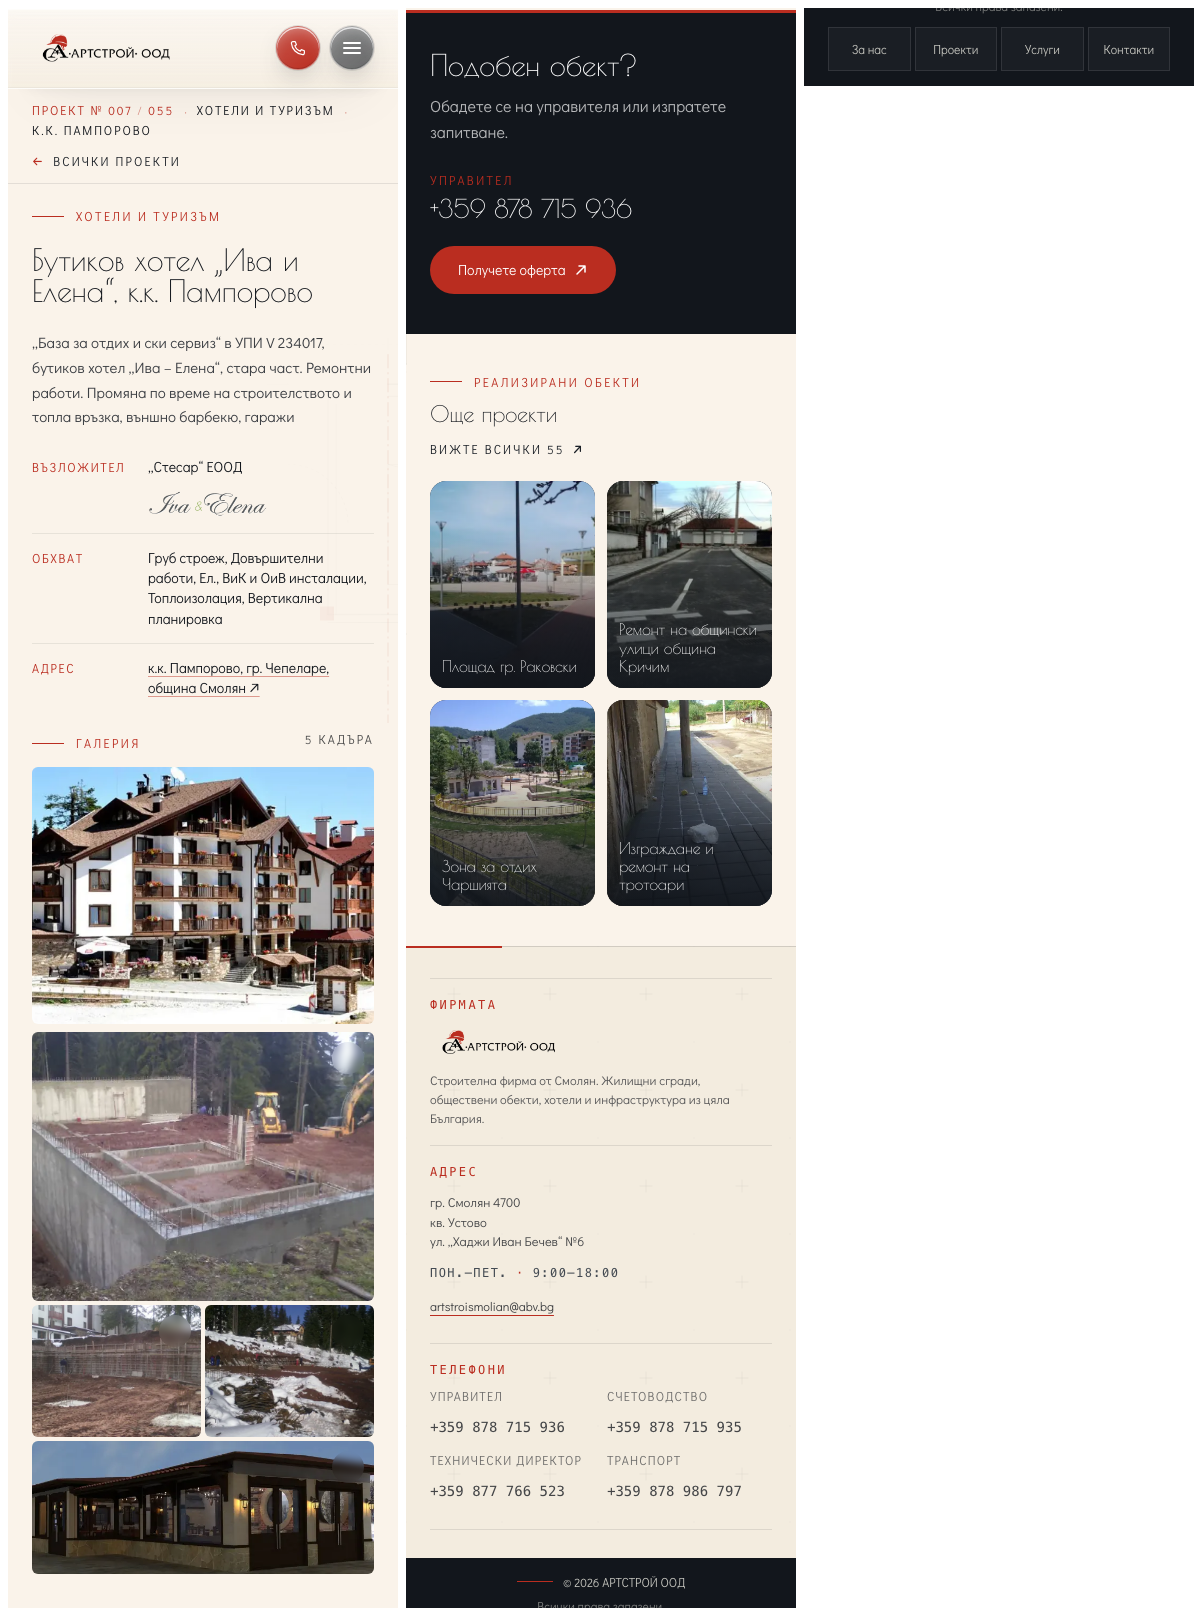 АРТСТРОЙ· ООД
ПРОЕКТ № 007 / 055 · ХОТЕЛИ И ТУРИЗЪМ ·
К.К. ПАМПОРОВО
← ВСИЧКИ ПРОЕКТИ
ХОТЕЛИ И ТУРИЗЪМ
Бутиков хотел „Ива и
Елена“, к.к. Пампорово
„База за отдих и ски сервиз“ в УПИ V 234017,
бутиков хотел „Ива – Елена“, стара част. Ремонтни
работи. Промяна по време на строителството и
топла връзка, външно барбекю, гаражи
ВЪЗЛОЖИТЕЛ
„Стесар“ ЕООД
Iva & Elena
ОБХВАТ
Груб строеж, Довършителни
работи, Ел., ВиК и ОиВ инсталации,
Топлоизолация, Вертикална
планировка
АДРЕС
к.к. Пампорово, гр. Чепеларе,
община Смолян ↗
ГАЛЕРИЯ
5 КАДЪРА
Подобен обект?
Обадете се на управителя или изпратете
запитване.
УПРАВИТЕЛ
+359 878 715 936
Получете оферта ↗
РЕАЛИЗИРАНИ ОБЕКТИ
Още проекти
ВИЖТЕ ВСИЧКИ 55 ↗
Площад гр. Раковски
Ремонт на общински
улици община
Кричим
Зона за отдих
Чаршията
Изграждане и
ремонт на
тротоари
ФИРМАТА
АРТСТРОЙ· ООД
Строителна фирма от Смолян. Жилищни сгради,
обществени обекти, хотели и инфраструктура из цяла
България.
АДРЕС
гр. Смолян 4700
кв. Устово
ул. „Хаджи Иван Бечев“ №6
ПОН.–ПЕТ. · 9:00–18:00
artstroismolian@abv.bg
ТЕЛЕФОНИ
УПРАВИТЕЛ
+359 878 715 936
СЧЕТОВОДСТВО
+359 878 715 935
ТЕХНИЧЕСКИ ДИРЕКТОР
+359 877 766 523
ТРАНСПОРТ
+359 878 986 797
© 2026 АРТСТРОЙ ООД
Всички права запазени.
Всички права запазени.
За нас
Проекти
Услуги
Контакти